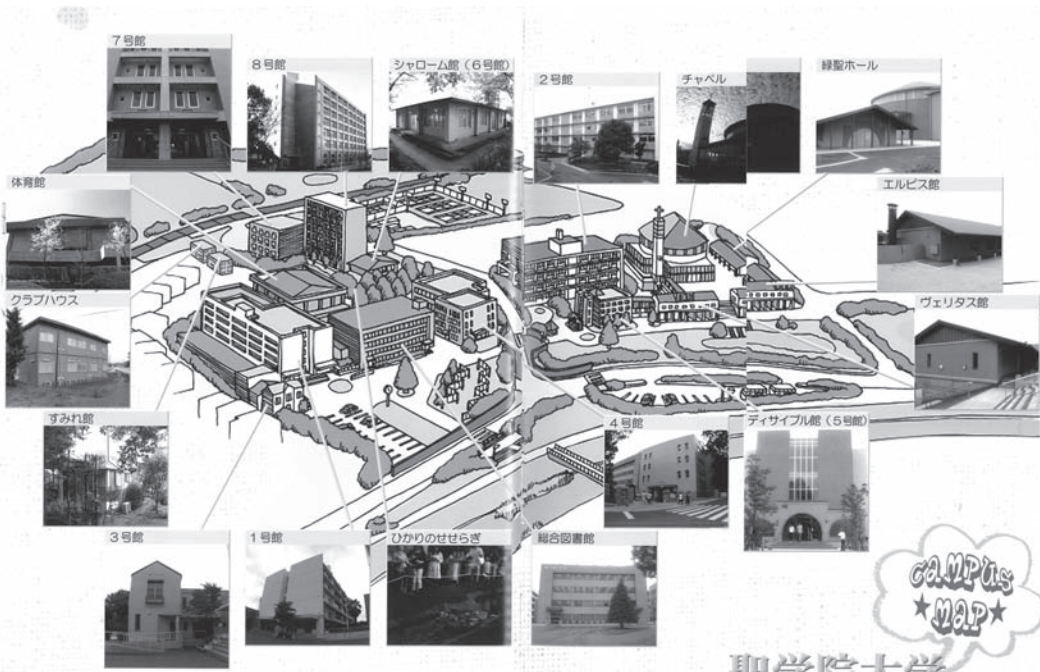 7号館
8号館
シャローム館(6号館)
2号館
チャペル
緑聖ホール
体育館
エルピス館
クラブハウス
ヴェリタス館
すみれ館
4号館
ディサイプル館(5号館)
3号館
1号館
ひかりのせせらぎ
総合図書館
CAMPUS
MAP
聖学院大学